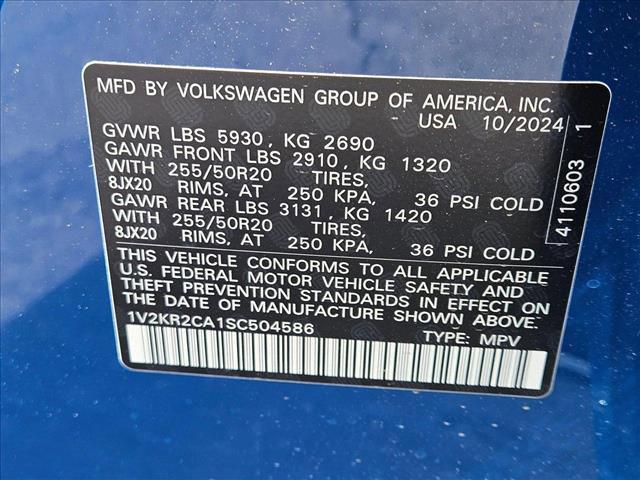 MFD BY VOLKSWAGEN GROUP OF AMERICA, INC.
USA 10/2024
GVWR LBS 5930, KG 2690
GAWR FRONT LBS 2910, KG 1320
WITH 255/50R20 TIRES,
8JX20 RIMS, AT 250 KPA, 36 PSI COLD
GAWR REAR LBS 3131, KG 1420
WITH 255/50R20 TIRES,
8JX20 RIMS, AT 250 KPA, 36 PSI COLD
THIS VEHICLE CONFORMS TO ALL APPLICABLE
U.S. FEDERAL MOTOR VEHICLE SAFETY AND
THEFT PREVENTION STANDARDS IN EFFECT ON
THE DATE OF MANUFACTURE SHOWN ABOVE
1V2KR2CA1SC504586 TYPE: MPV
4110603 1